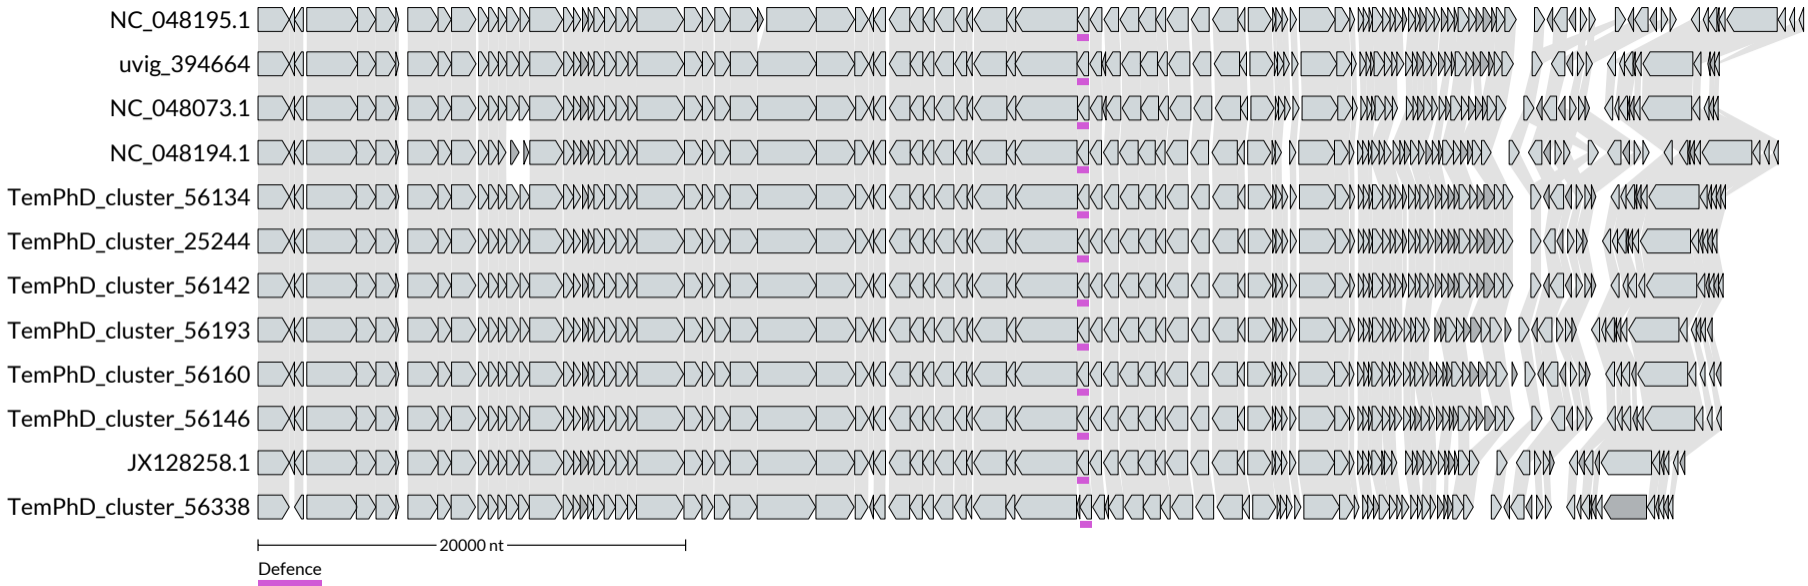 NC_048195.1
uvig_394664
NC_048073.1
NC_048194.1
TemPhD_cluster_56134
TemPhD_cluster_25244
TemPhD_cluster_56142
TemPhD_cluster_56193
TemPhD_cluster_56160
TemPhD_cluster_56146
JX128258.1
TemPhD_cluster_56338
20000 nt
Defence